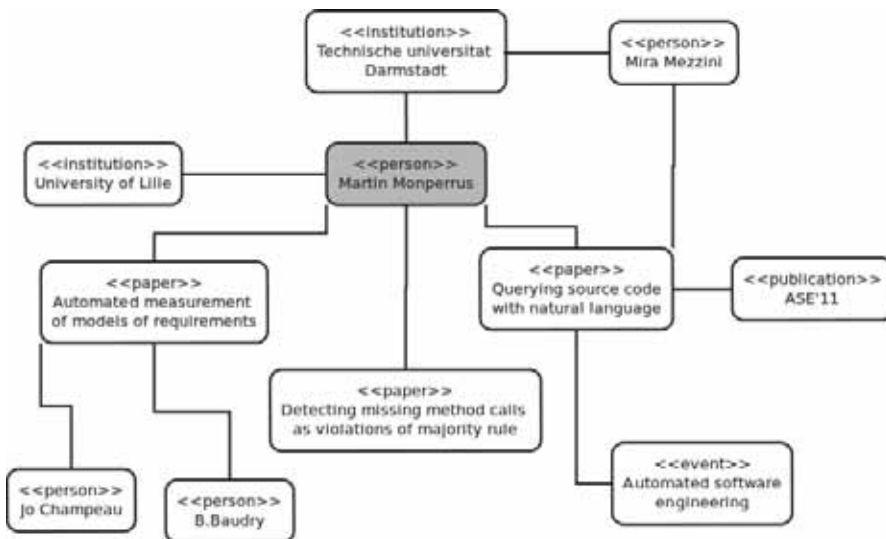 <<institution>>
Technische universitat
Darmstadt
<<person>>
Mira Mezzini
<<institution>>
University of Lille
<<person>>
Martin Monperrus
<<paper>>
Automated measurement
of models of requirements
<<paper>>
Querying source code
with natural language
<<publication>>
ASE'11
<<paper>>
Detecting missing method calls
as violations of majority rule
<<event>>
Automated software
engineering
<<person>>
Jo Champeau
<<person>>
B.Baudry